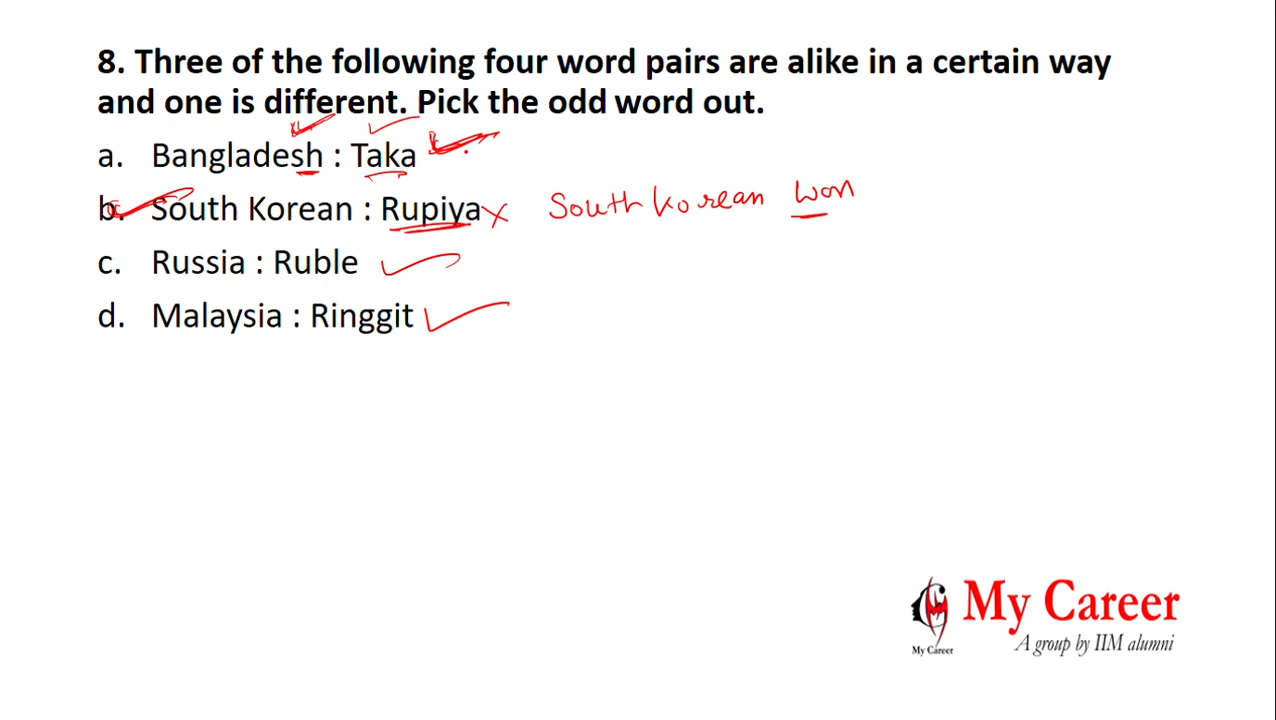 8. Three of the following four word pairs are alike in a certain way
and one is different. Pick the odd word out.
a. Bangladesh : Taka
b. South Korean : Rupiya x South korean won
c. Russia : Ruble
d. Malaysia : Ringgit
My Career
A group by IIM alumni
My Career